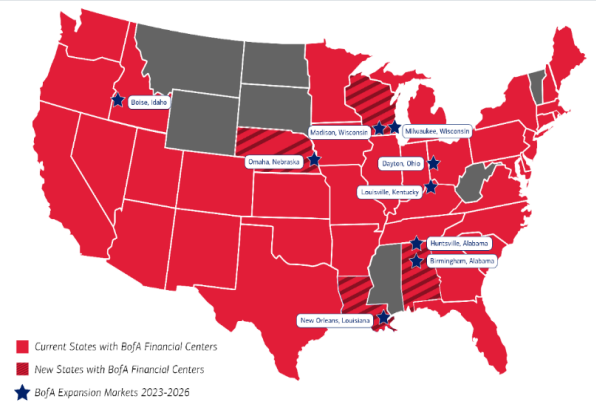 Boise, Idaho
Madison, Wisconsin
Milwaukee, Wisconsin
Omaha, Nebraska
Dayton, Ohio
Louisville, Kentucky
Huntsville, Alabama
Birmingham, Alabama
New Orleans, Louisiana
Current States with BofA Financial Centers
New States with BofA Financial Centers
BofA Expansion Markets 2023-2026